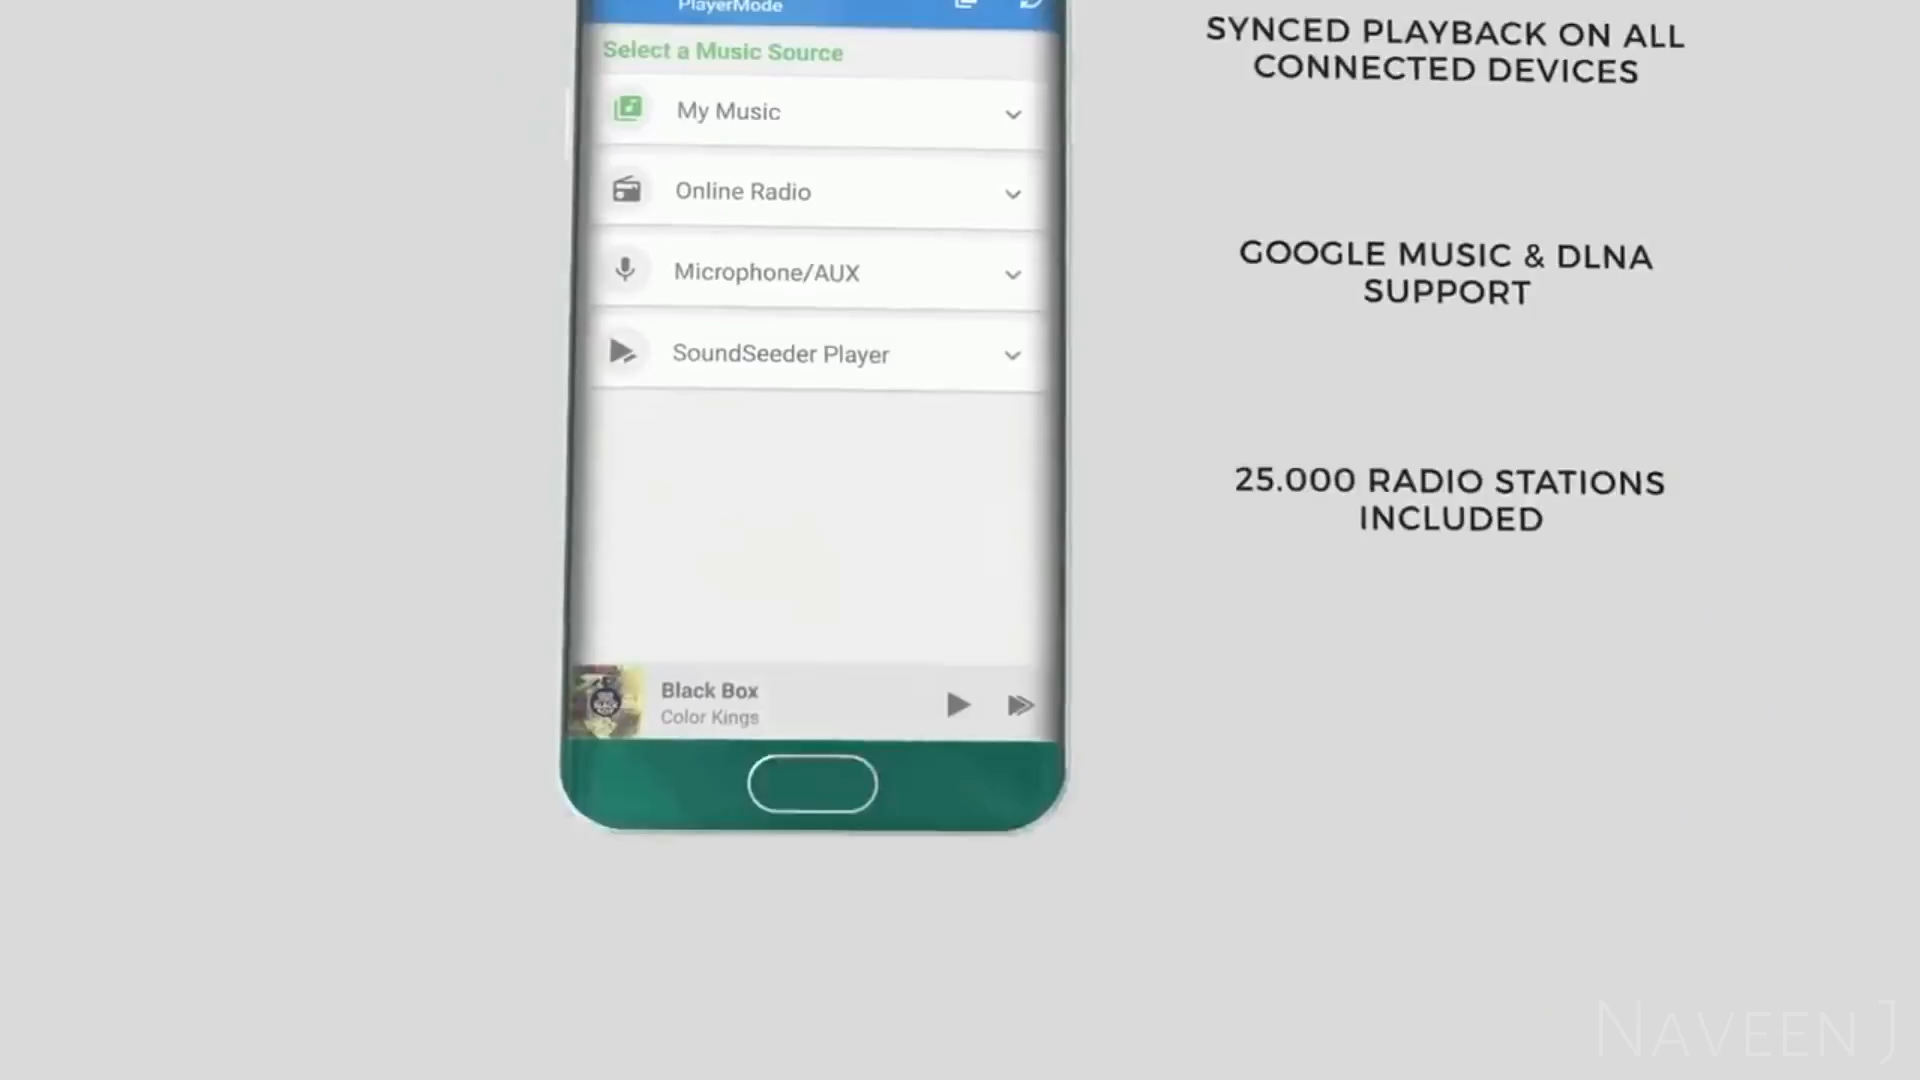 PlayerMode
Select a Music Source
My Music
Online Radio
Microphone/AUX
SoundSeeder Player
Black Box
Color Kings
SYNCED PLAYBACK ON ALL
CONNECTED DEVICES
GOOGLE MUSIC & DLNA
SUPPORT
25.000 RADIO STATIONS
INCLUDED
NAVEEN J